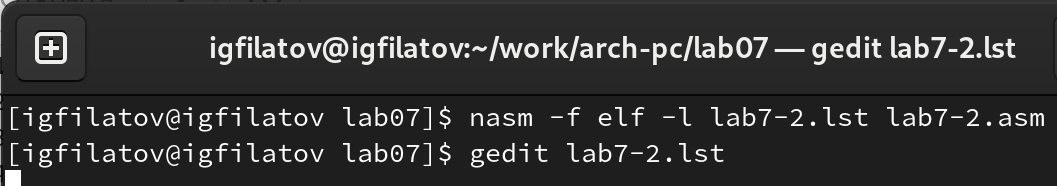 igfilatov@igfilatov:~/work/arch-pc/lab07 — gedit lab7-2.lst
[igfilatov@igfilatov lab07]$ nasm -f elf -l lab7-2.lst lab7-2.asm
[igfilatov@igfilatov lab07]$ gedit lab7-2.lst